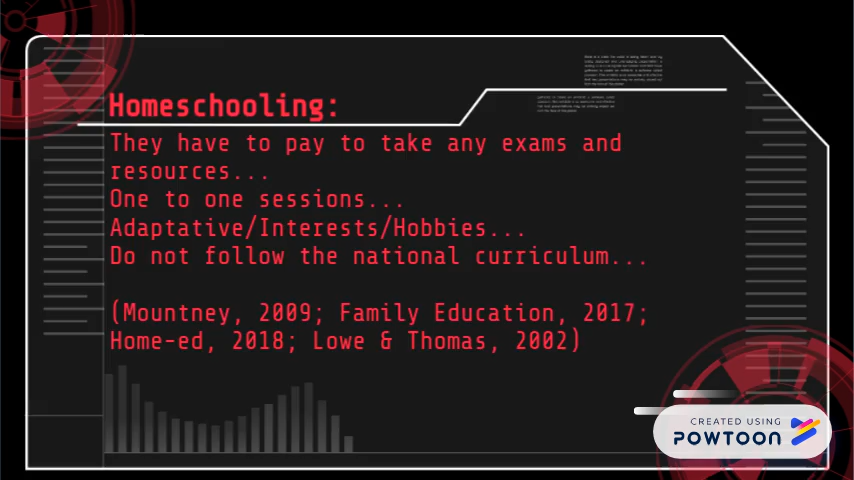 Homeschooling:
They have to pay to take any exams and
resources...
One to one sessions...
Adaptative/Interests/Hobbies...
Do not follow the national curriculum...
(Mountney, 2009; Family Education, 2017;
Home-ed, 2018; Lowe & Thomas, 2002)
CREATED USING
POWTOON